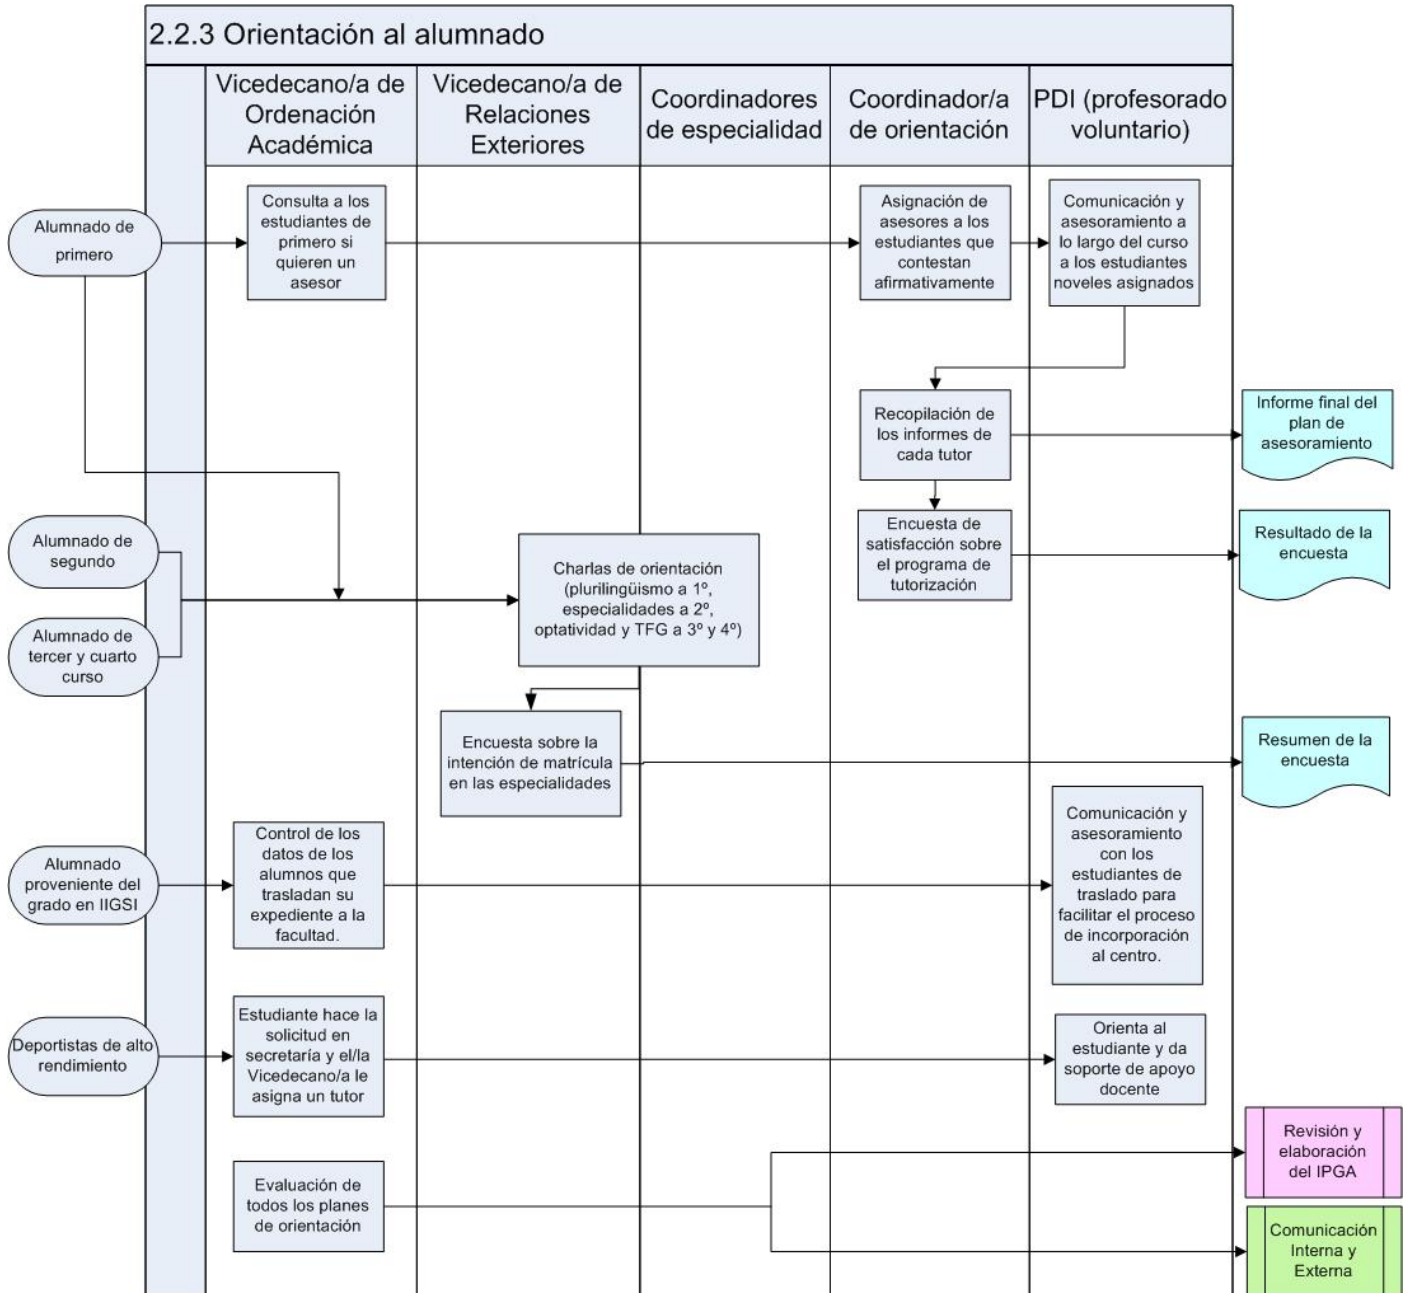 2.2.3 Orientación al alumnado
Vicedecano/a de
Ordenación
Académica
Vicedecano/a de
Relaciones
Exteriores
Coordinadores
de especialidad
Coordinador/a
de orientación
PDI (profesorado
voluntario)
Alumnado de
primero
Consulta a los
estudiantes de
primero si
quieren un
asesor
Asignación de
asesores a los
estudiantes que
contestan
afirmativamente
Comunicación y
asesoramiento a
lo largo del curso
a los estudiantes
noveles asignados
Recopilación de
los informes de
cada tutor
Informe final del
plan de
asesoramiento
Alumnado de
segundo
Encuesta de
satisfacción sobre
el programa de
tutorización
Resultado de la
encuesta
Charlas de orientación
(plurilingüismo a 1º,
especialidades a 2º,
optatividad y TFG a 3º y 4º)
Alumnado de
tercer y cuarto
curso
Encuesta sobre la
intención de matrícula
en las especialidades
Resumen de la
encuesta
Alumnado
proveniente del
grado en IIGSI
Control de los
datos de los
alumnos que
trasladan su
expediente a la
facultad.
Comunicación y
asesoramiento
con los
estudiantes de
traslado para
facilitar el proceso
de incorporación
al centro.
Deportistas de alto
rendimiento
Estudiante hace la
solicitud en
secretaría y el/la
Vicedecano/a le
asigna un tutor
Orienta al
estudiante y da
soporte de apoyo
docente
Evaluación de
todos los planes
de orientación
Revisión y
elaboración
del IPGA
Comunicación
Interna y
Externa